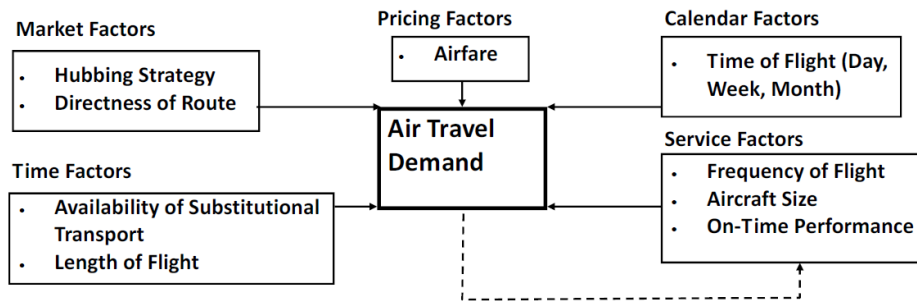 Market Factors
• Hubbing Strategy
• Directness of Route
Pricing Factors
• Airfare
Calendar Factors
• Time of Flight (Day,
Week, Month)
Air Travel
Demand
Time Factors
• Availability of Substitutional
Transport
• Length of Flight
Service Factors
• Frequency of Flight
• Aircraft Size
• On-Time Performance